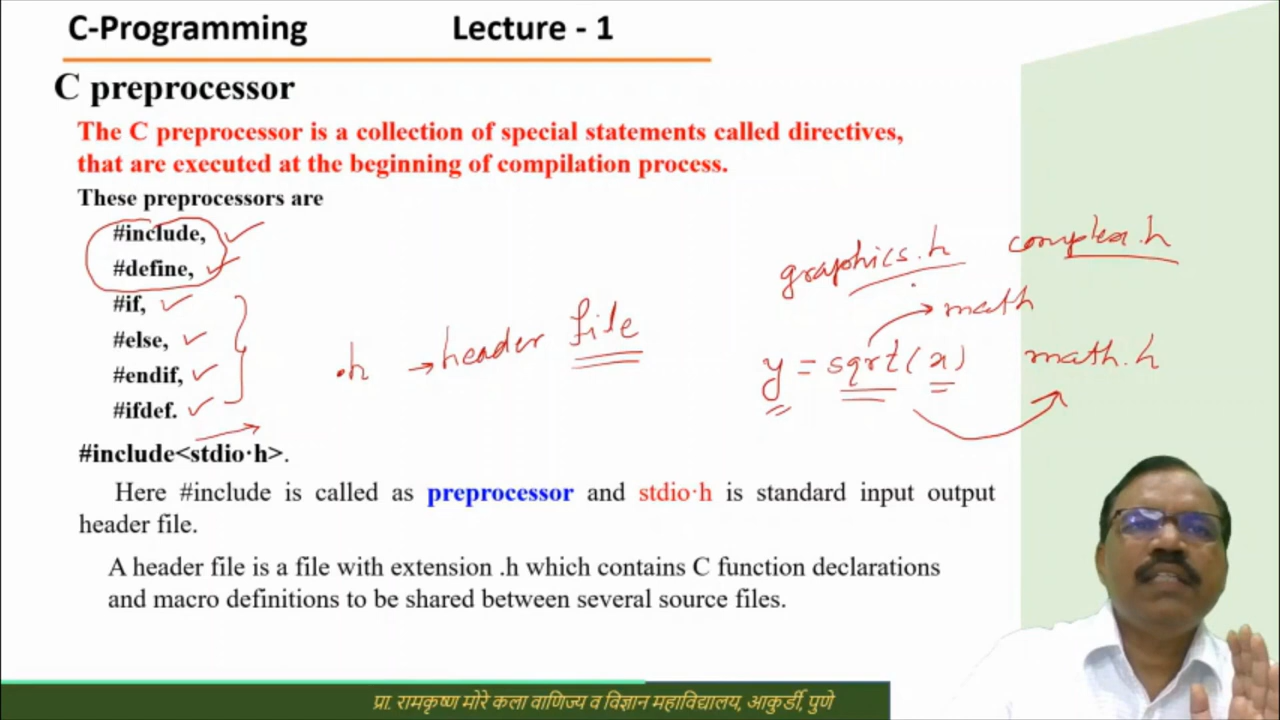 C-Programming Lecture - 1
C preprocessor
The C preprocessor is a collection of special statements called directives,
that are executed at the beginning of compilation process.
These preprocessors are
#include,
#define,
#if,
#else,
#endif,
#ifdef.
.h → header file
graphics.h complex.h
math
y = sqrt(x) math.h
#include<stdio·h>.
Here #include is called as preprocessor and stdio·h is standard input output
header file.
A header file is a file with extension .h which contains C function declarations
and macro definitions to be shared between several source files.
प्रा. रामकृष्ण मोरे कला वाणिज्य व विज्ञान महाविद्यालय, आकुर्डी, पुणे